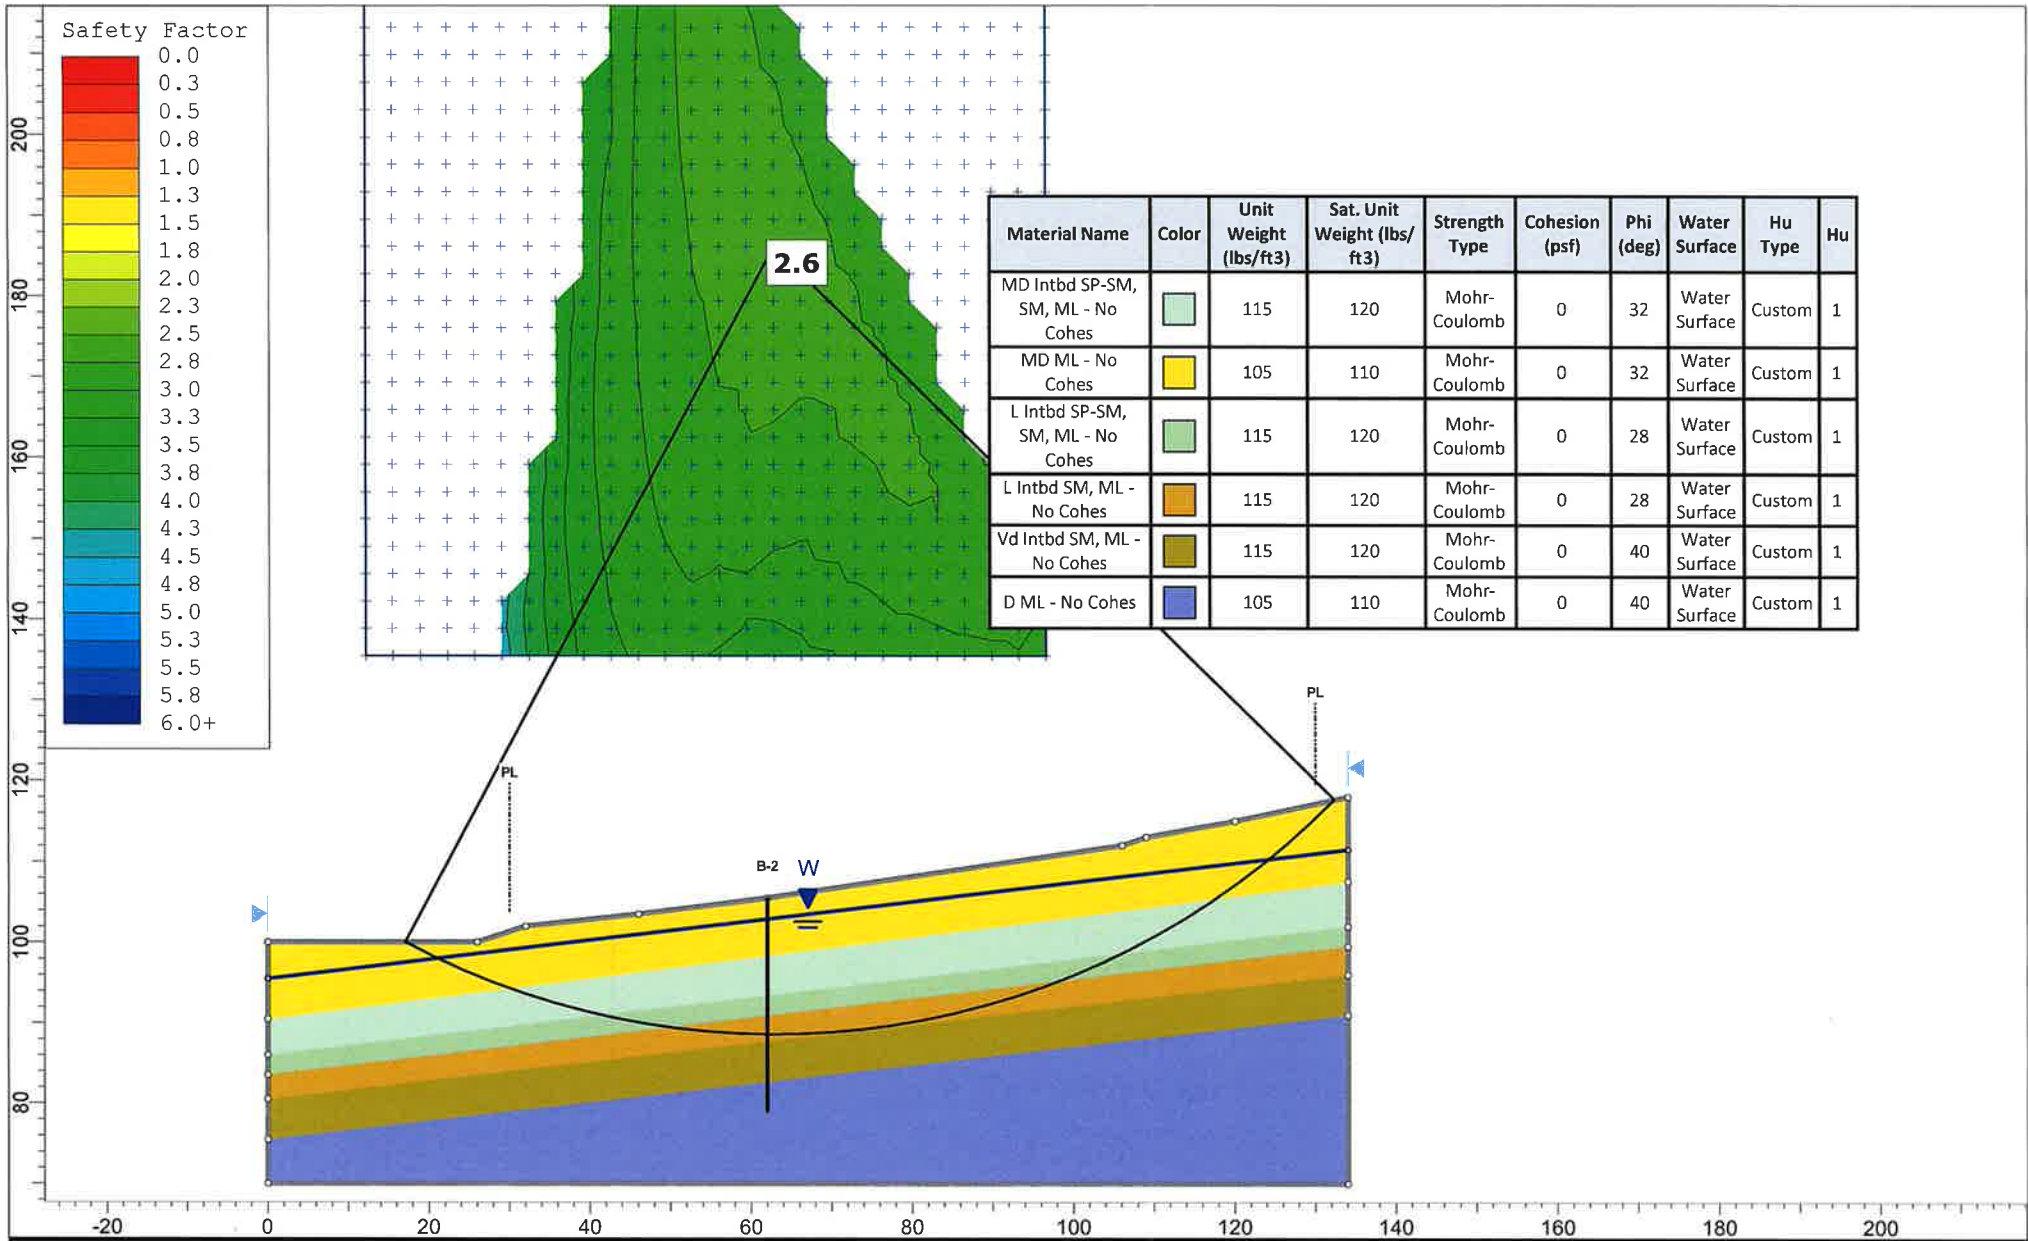 Safety Factor
0.0
0.3
0.5
0.8
1.0
1.3
1.5
1.8
2.0
2.3
2.5
2.8
3.0
3.3
3.5
3.8
4.0
4.3
4.5
4.8
5.0
5.3
5.5
5.8
6.0+
200
180
160
140
120
100
80
2.6
Material Name Color Unit Weight (lbs/ft3) Sat. Unit Weight (lbs/ ft3) Strength Type Cohesion (psf) Phi (deg) Water Surface Hu Type Hu
MD Intbd SP-SM, SM, ML - No Cohes 115 120 Mohr-Coulomb 0 32 Water Surface Custom 1
MD ML - No Cohes 105 110 Mohr-Coulomb 0 32 Water Surface Custom 1
L Intbd SP-SM, SM, ML - No Cohes 115 120 Mohr-Coulomb 0 28 Water Surface Custom 1
L Intbd SM, ML - No Cohes 115 120 Mohr-Coulomb 0 28 Water Surface Custom 1
Vd Intbd SM, ML - No Cohes 115 120 Mohr-Coulomb 0 40 Water Surface Custom 1
D ML - No Cohes 105 110 Mohr-Coulomb 0 40 Water Surface Custom 1
PL
PL
B-2 W
-20 0 20 40 60 80 100 120 140 160 180 200